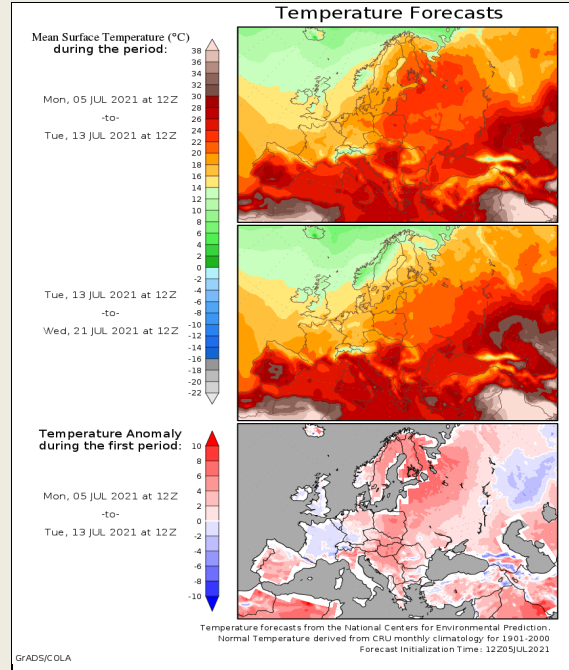 Temperature Forecasts
Mean Surface Temperature (°C)
during the period:
Mon, 05 JUL 2021 at 12Z
-to-
Tue, 13 JUL 2021 at 12Z
38
36
34
32
30
28
26
24
22
20
18
16
14
12
10
8
6
4
2
0
-2
-4
-6
-8
-10
-12
-14
-16
-18
-20
-22
Tue, 13 JUL 2021 at 12Z
-to-
Wed, 21 JUL 2021 at 12Z
Temperature Anomaly
during the first period:
Mon, 05 JUL 2021 at 12Z
-to-
Tue, 13 JUL 2021 at 12Z
10
8
6
4
2
0
-2
-4
-6
-8
-10
Temperature forecasts from the National Centers for Environmental Prediction.
Normal Temperature derived from CRU monthly climatology for 1901-2000
Forecast Initialization Time: 12Z05JUL2021
GrADS/COLA